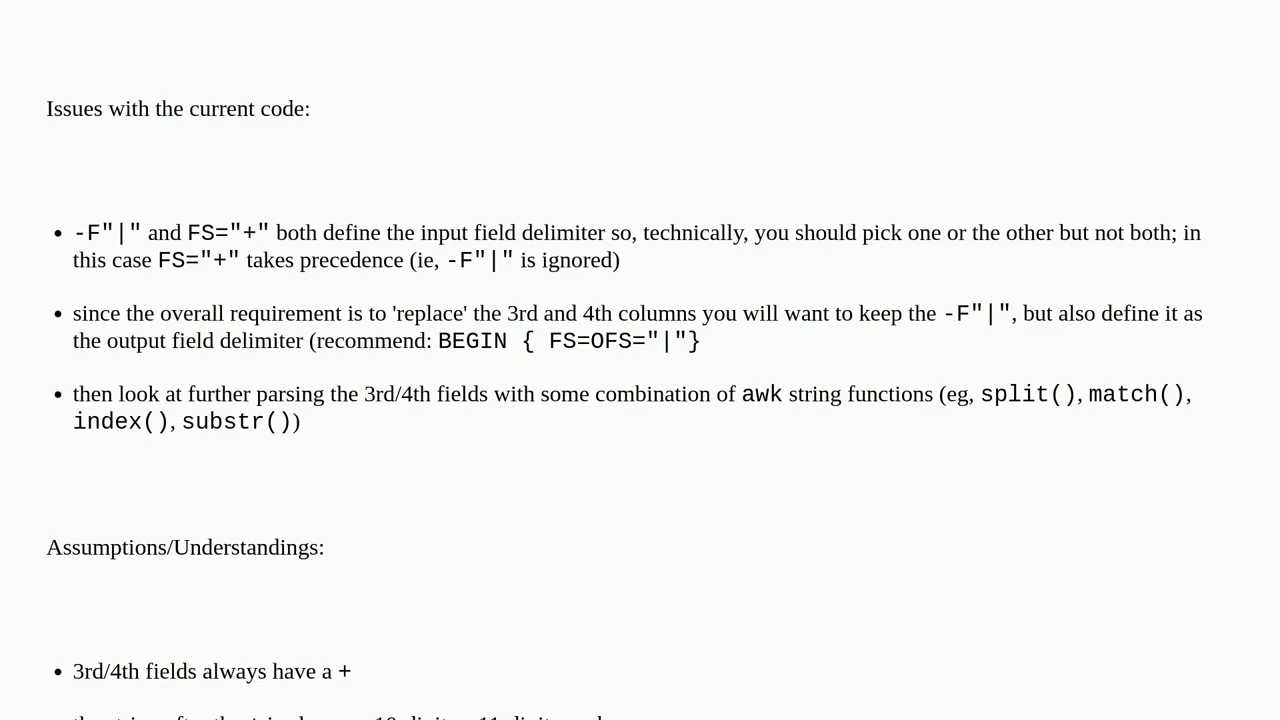 Issues with the current code:
• -F"|" and FS="+" both define the input field delimiter so, technically, you should pick one or the other but not both; in
this case FS="+" takes precedence (ie, -F"|" is ignored)
• since the overall requirement is to 'replace' the 3rd and 4th columns you will want to keep the -F"|", but also define it as
the output field delimiter (recommend: BEGIN { FS=OFS="|"}
• then look at further parsing the 3rd/4th fields with some combination of awk string functions (eg, split(), match(),
index(), substr())
Assumptions/Understandings:
• 3rd/4th fields always have a +